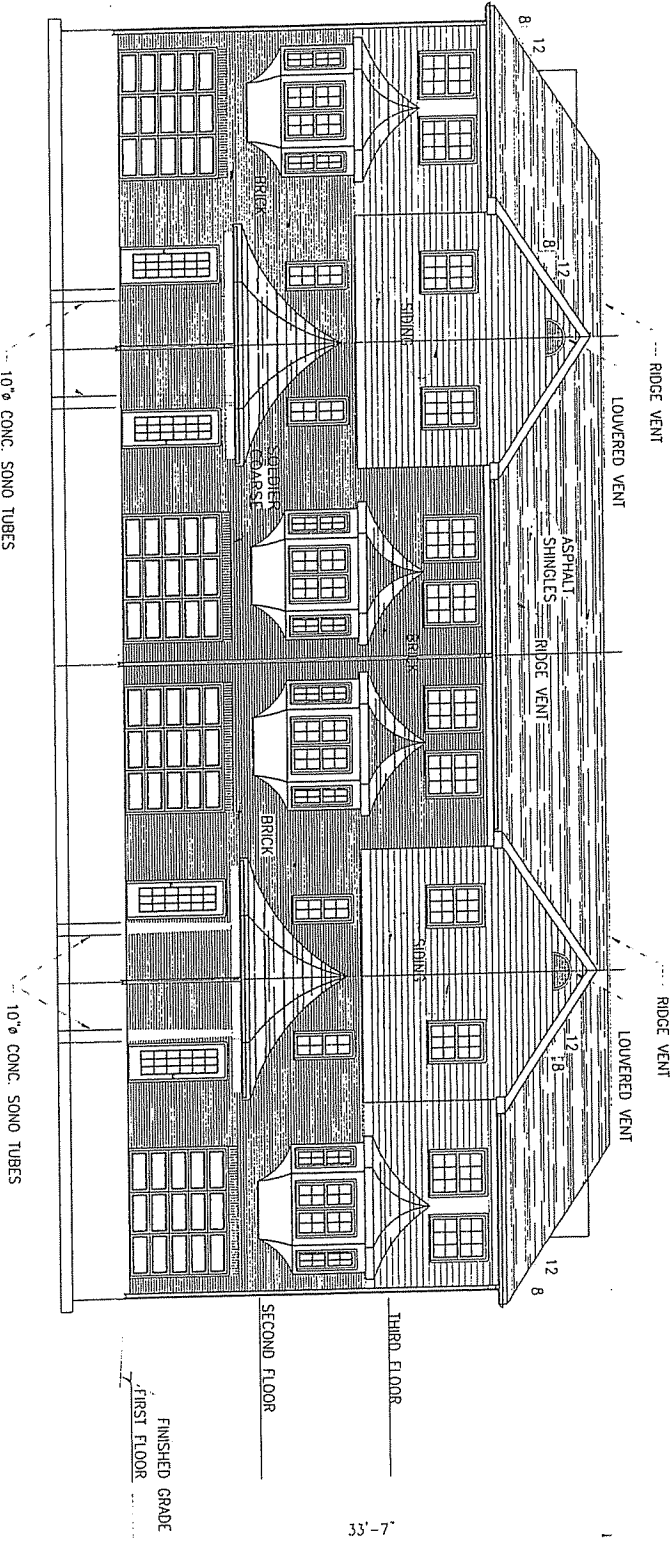 RIDGE VENT
LOUVERED VENT
RIDGE VENT
LOUVERED VENT
12
8
12
8
ASPHALT
SHINGLES
RIDGE VENT
12
8
12
8
SIDING
BRICK
SIDING
THIRD FLOOR
33'-7"
BRICK
SOLDIER
COARSE
BRICK
SECOND FLOOR
FINISHED GRADE
FIRST FLOOR
10"ø CONC. SONO TUBES
10"ø CONC. SONO TUBES